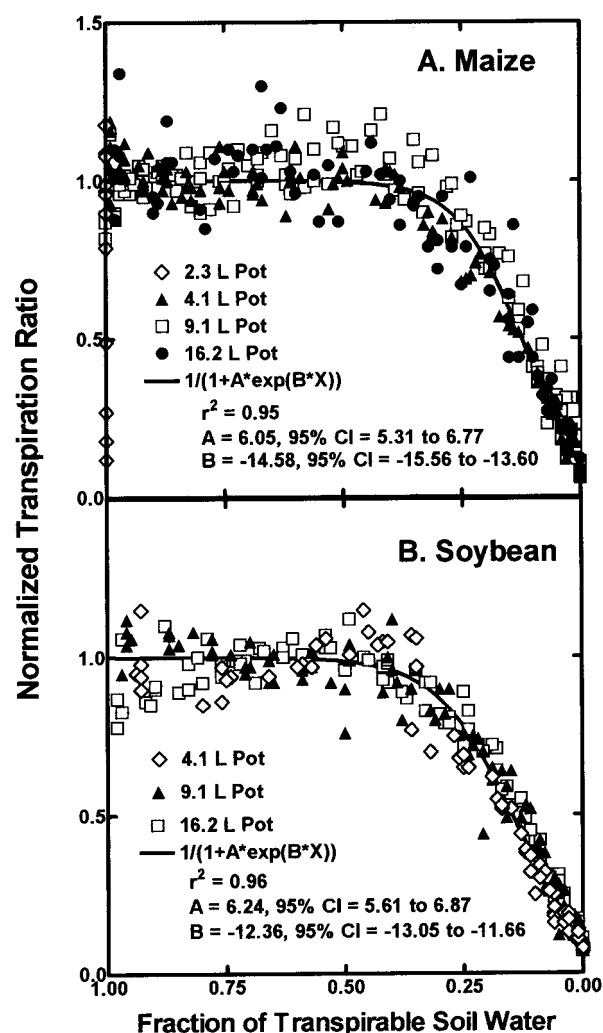 1.5
A. Maize
1.0
◇ 2.3 L Pot
▲ 4.1 L Pot
□ 9.1 L Pot
● 16.2 L Pot
1/(1+A*exp(B*X))
r² = 0.95
A = 6.05, 95% CI = 5.31 to 6.77
B = -14.58, 95% CI = -15.56 to -13.60
0.5
0.0
B. Soybean
1.0
◇ 4.1 L Pot
▲ 9.1 L Pot
□ 16.2 L Pot
1/(1+A*exp(B*X))
r² = 0.96
A = 6.24, 95% CI = 5.61 to 6.87
B = -12.36, 95% CI = -13.05 to -11.66
0.5
0.0
1.00 0.75 0.50 0.25 0.00
Fraction of Transpirable Soil Water
Normalized Transpiration Ratio